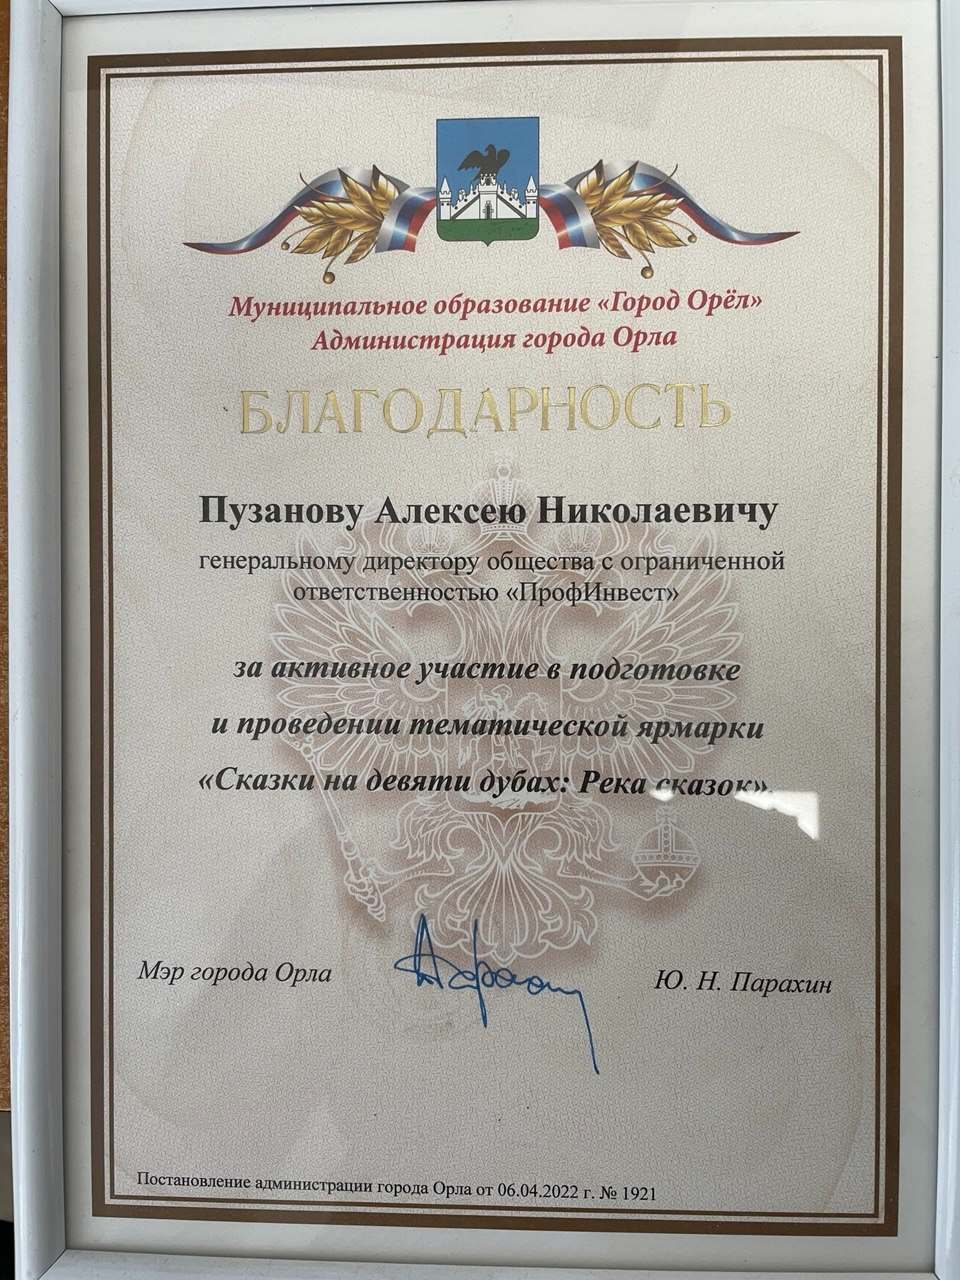 Муниципальное образование «Город Орёл»
Администрация города Орла
БЛАГОДАРНОСТЬ
Пузанову Алексею Николаевичу
генеральному директору общества с ограниченной
ответственностью «ПрофИнвест»
за активное участие в подготовке
и проведении тематической ярмарки
«Сказки на девяти дубах: Река сказок».
Мэр города Орла
Ю. Н. Парахин
Постановление администрации города Орла от 06.04.2022 г. № 1921